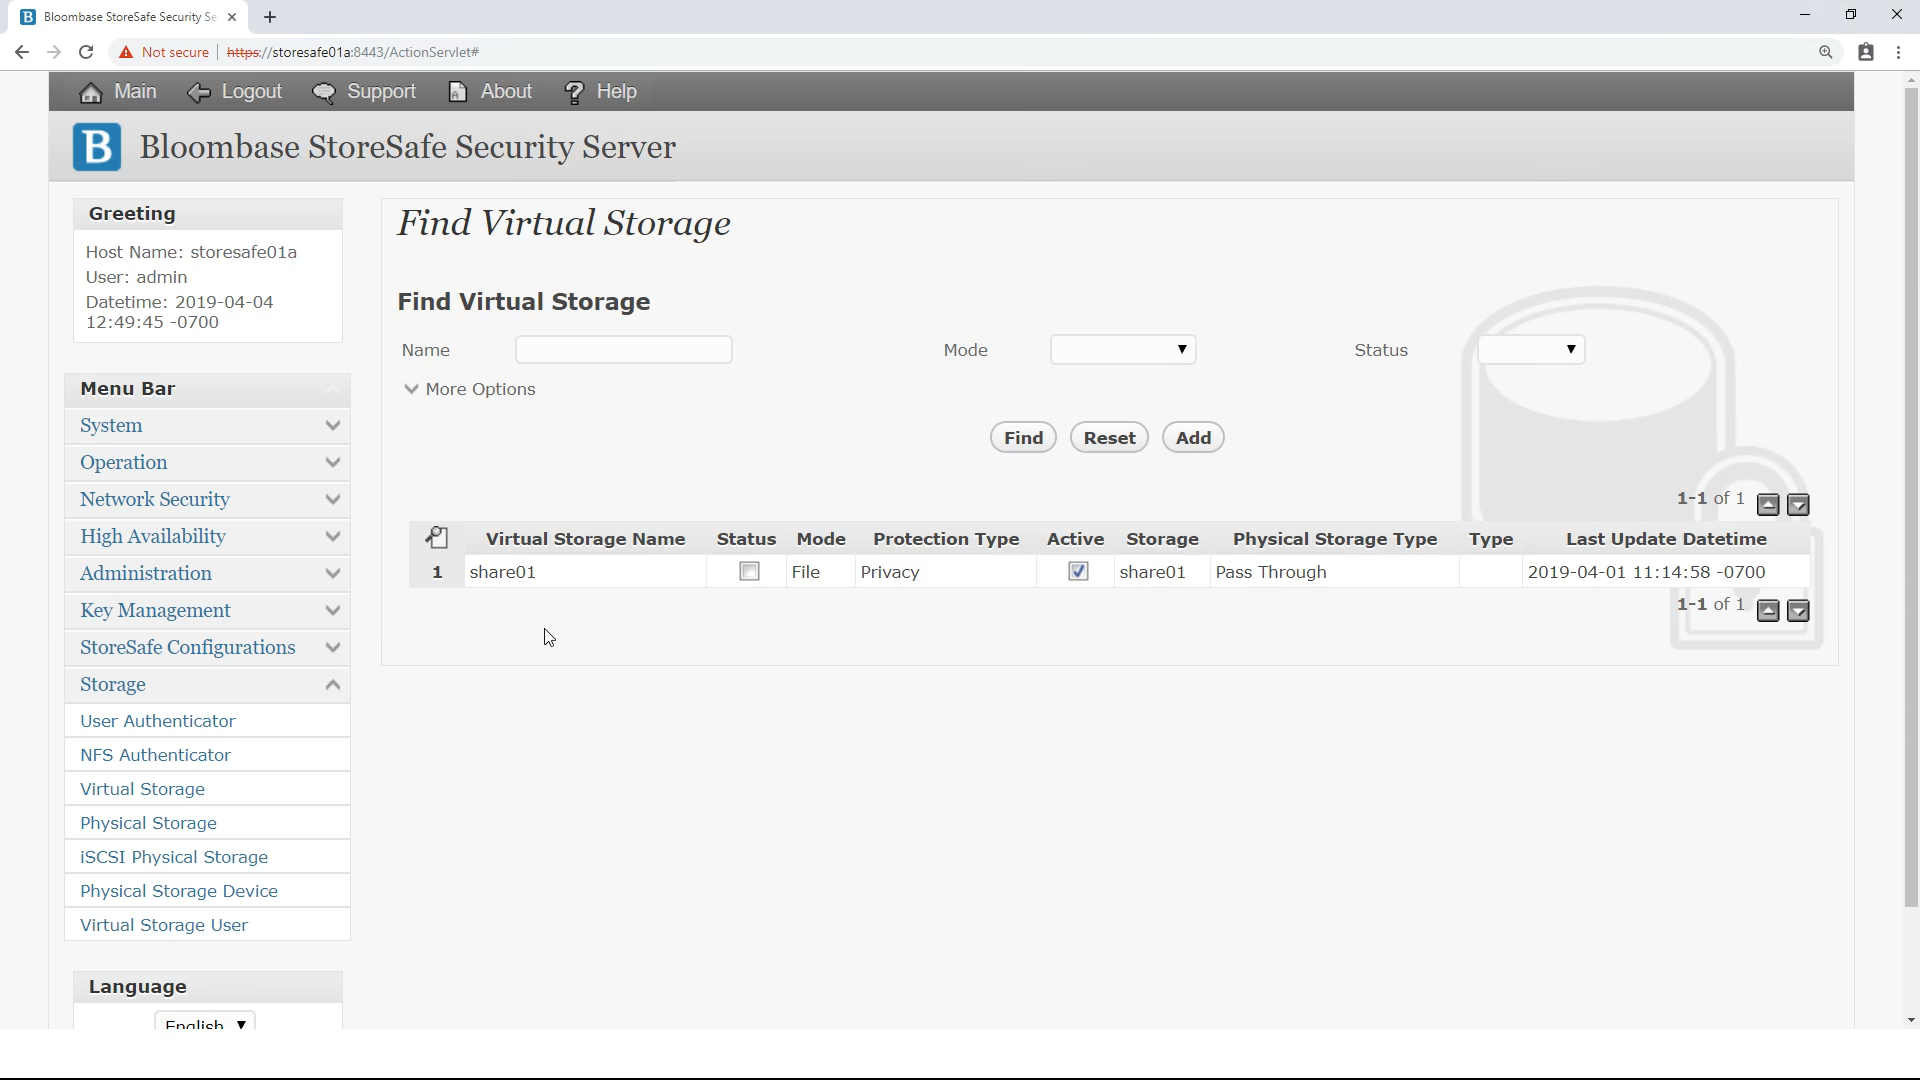 Bloombase StoreSafe Security Se
Not secure https://storesafe01a:8443/ActionServlet#
Main Logout Support About Help
B Bloombase StoreSafe Security Server
Greeting
Host Name: storesafe01a
User: admin
Datetime: 2019-04-04
12:49:45 -0700
Menu Bar
System
Operation
Network Security
High Availability
Administration
Key Management
StoreSafe Configurations
Storage
User Authenticator
NFS Authenticator
Virtual Storage
Physical Storage
iSCSI Physical Storage
Physical Storage Device
Virtual Storage User
Language
English
Find Virtual Storage
Find Virtual Storage
Name Mode Status
More Options
Find Reset Add
1-1 of 1
Virtual Storage Name Status Mode Protection Type Active Storage Physical Storage Type Type Last Update Datetime
1 share01 File Privacy share01 Pass Through 2019-04-01 11:14:58 -0700
1-1 of 1